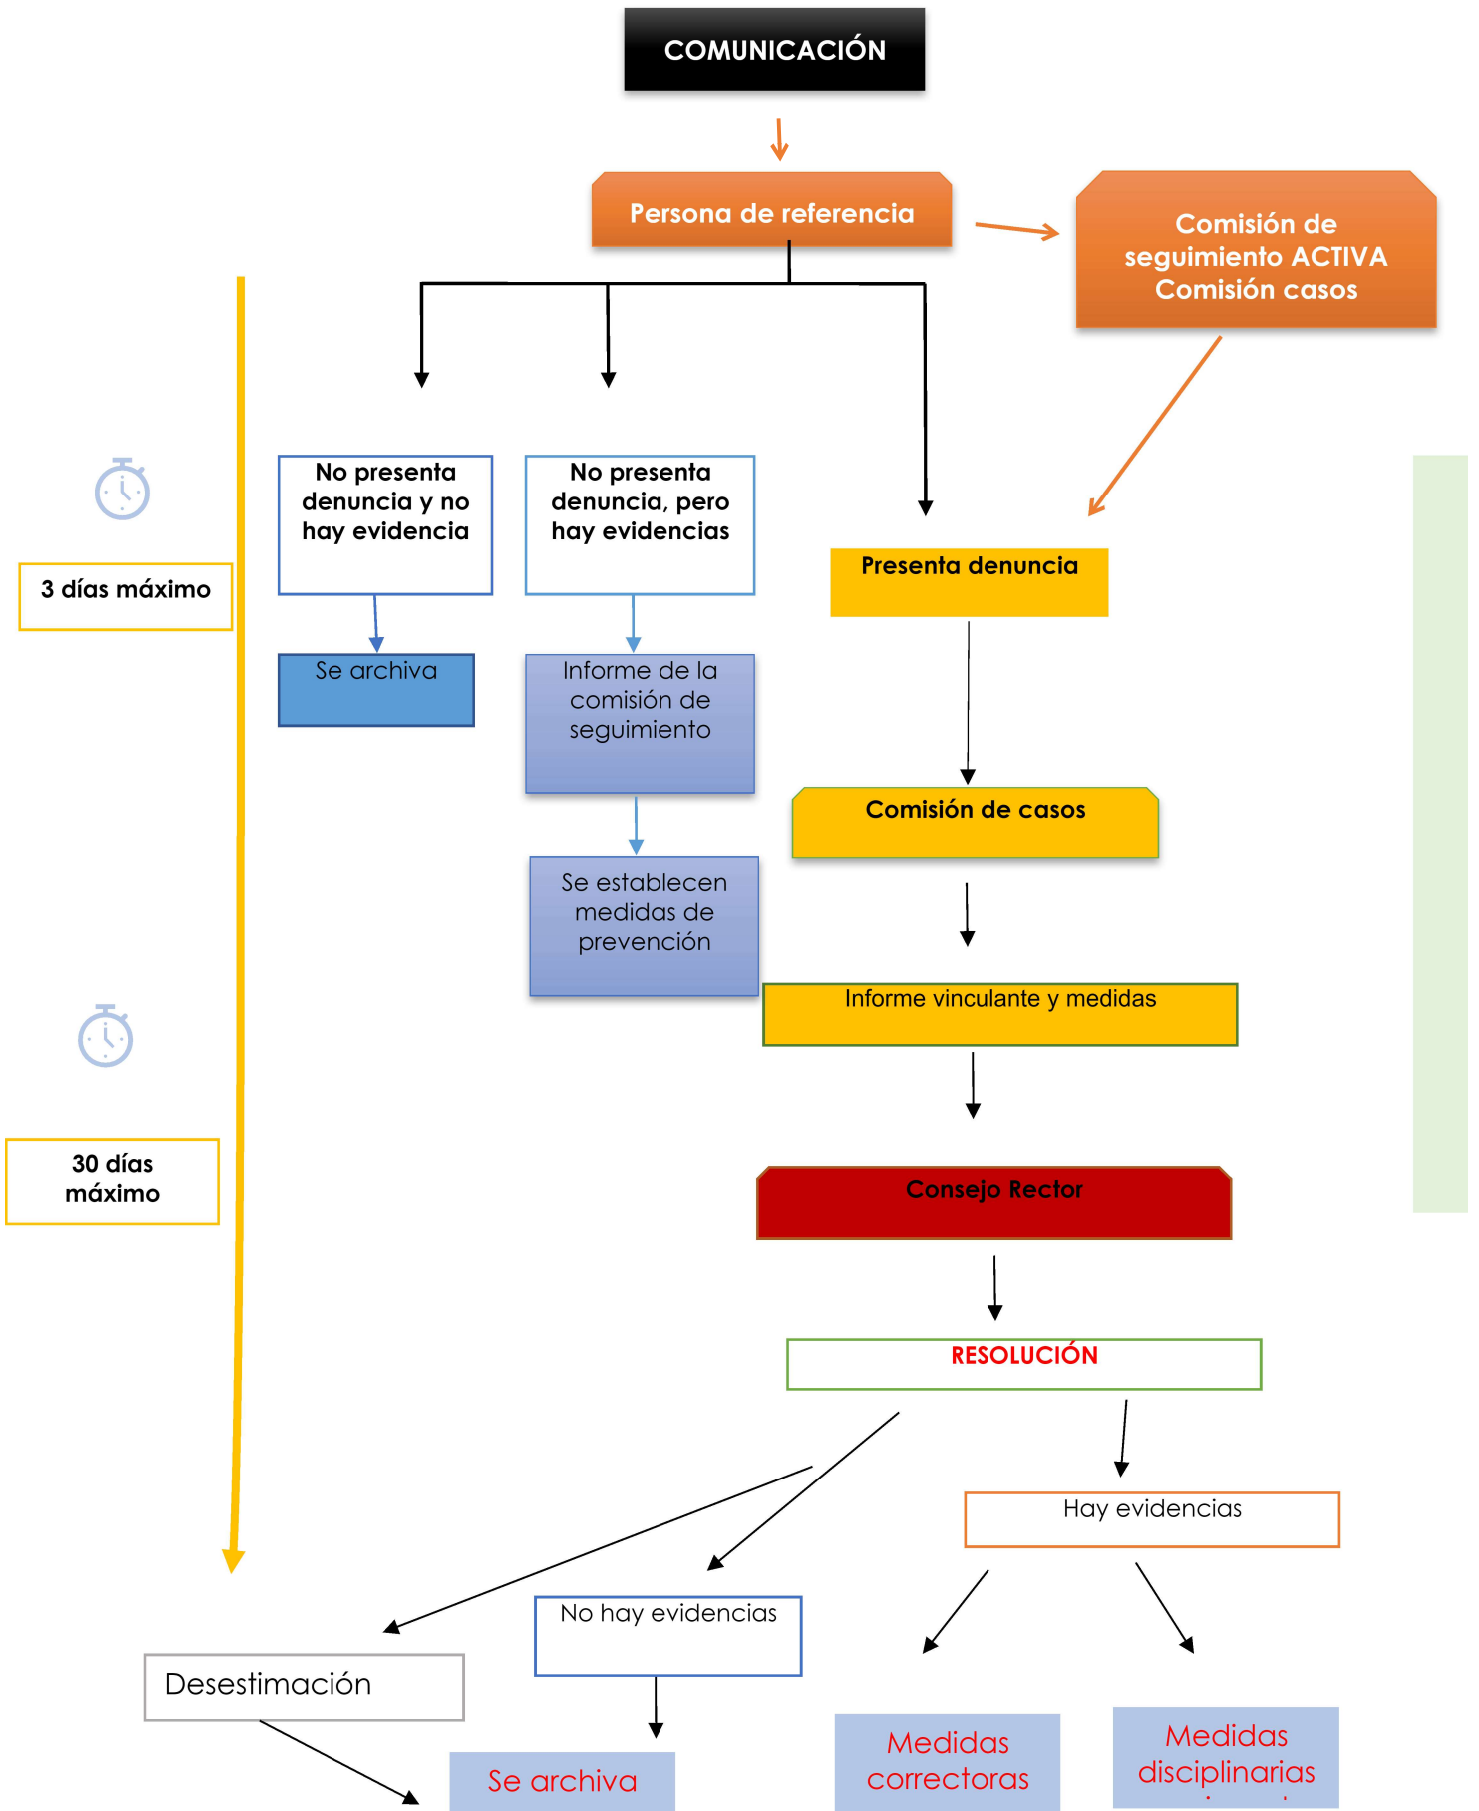 COMUNICACIÓN
Persona de referencia
Comisión de
seguimiento ACTIVA
Comisión casos
No presenta
denuncia y no
hay evidencia
No presenta
denuncia, pero
hay evidencias
Presenta denuncia
3 días máximo
Se archiva
Informe de la
comisión de
seguimiento
Comisión de casos
Se establecen
medidas de
prevención
Informe vinculante y medidas
30 días
máximo
Consejo Rector
RESOLUCIÓN
Hay evidencias
No hay evidencias
Desestimación
Se archiva
Medidas
correctoras
Medidas
disciplinarias